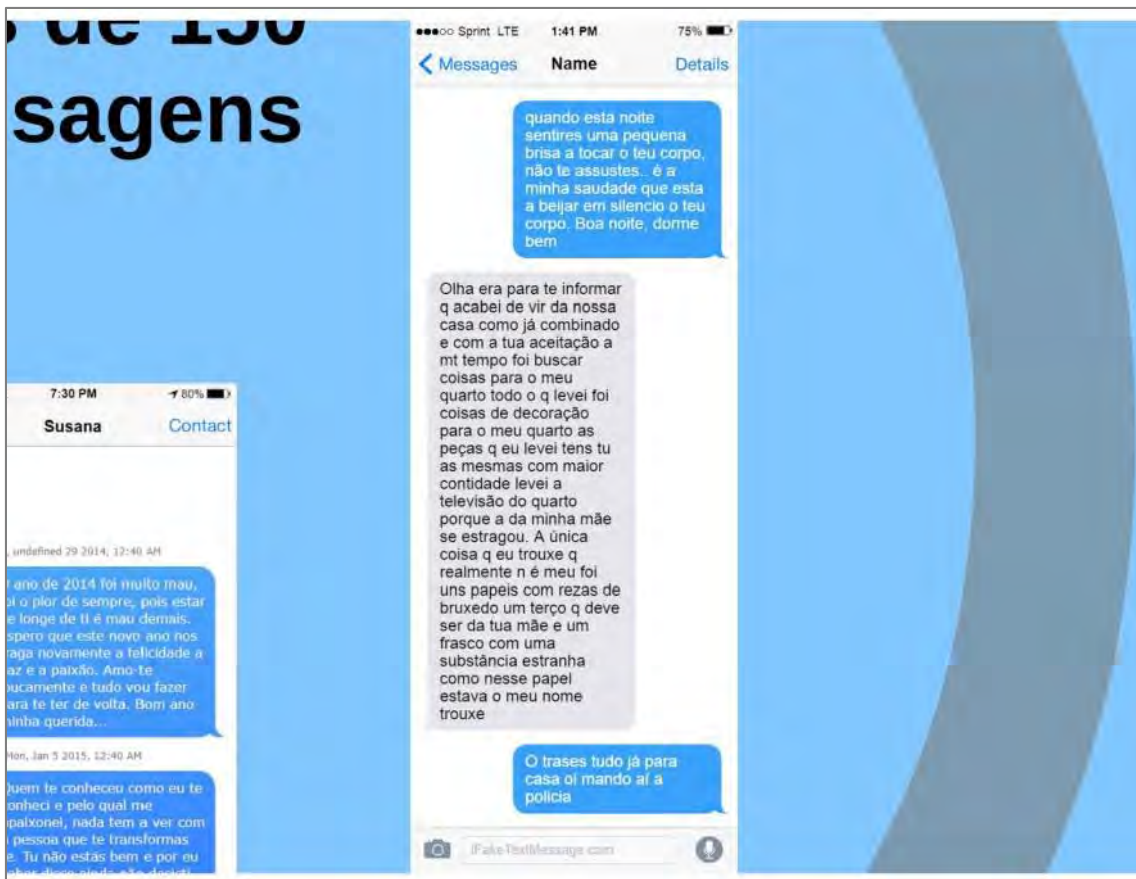 de 150
sagens
Sprint LTE 1:41 PM 75%
Messages Name Details
quando esta noite
sentires uma pequena
brisa a tocar o teu corpo,
não te assustes.. é a
minha saudade que esta
a beijar em silencio o teu
corpo. Boa noite, dorme
bem
Olha era para te informar
q acabei de vir da nossa
casa como já combinado
e com a tua aceitação a
mt tempo foi buscar
coisas para o meu
quarto todo o q levei foi
coisas de decoração
para o meu quarto as
peças q eu levei tens tu
as mesmas com maior
contidade levei a
televisão do quarto
porque a da minha mãe
se estragou. A única
coisa q eu trouxe q
realmente n é meu foi
uns papeis com rezas de
bruxedo um terço q deve
ser da tua mãe e um
frasco com uma
substância estranha
como nesse papel
estava o meu nome
trouxe
O trases tudo já para
casa oi mando aí a
policia
iFakeTextMessage.com
7:30 PM 80%
Susana Contact
, undefined 29 2014, 12:40 AM
ano de 2014 foi muito mau,
o pior de sempre, pois estar
longe de ti é mau demais.
spero que este novo ano nos
raga novamente a felicidade a
az e a paixão. Amo-te
oucamente e tudo vou fazer
ara te ter de volta. Bom ano
minha querida...
Mon, Jan 5 2015, 12:40 AM
Quem te conheceu como eu te
onheci e pelo qual me
paixonei, nada tem a ver com
pessoa que te transformas
Tu não estás bem e por eu